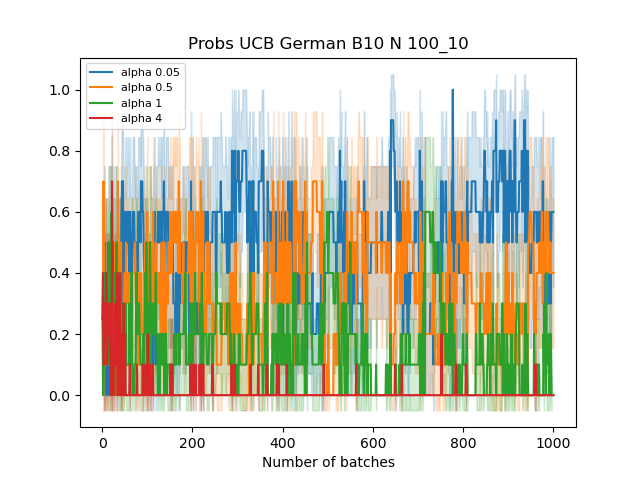 Probs UCB German B10 N 100_10
alpha 0.05
alpha 0.5
alpha 1
alpha 4
1.0
0.8
0.6
0.4
0.2
0.0
0 200 400 600 800 1000
Number of batches